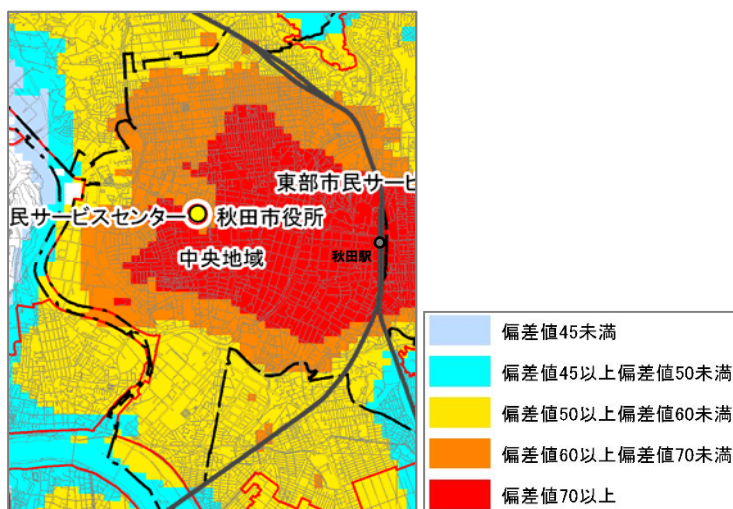 東部市民サービ
民サービスセンター
秋田市役所
秋田駅
中央地域
偏差値45未満
偏差値45以上偏差値50未満
偏差値50以上偏差値60未満
偏差値60以上偏差値70未満
偏差値70以上